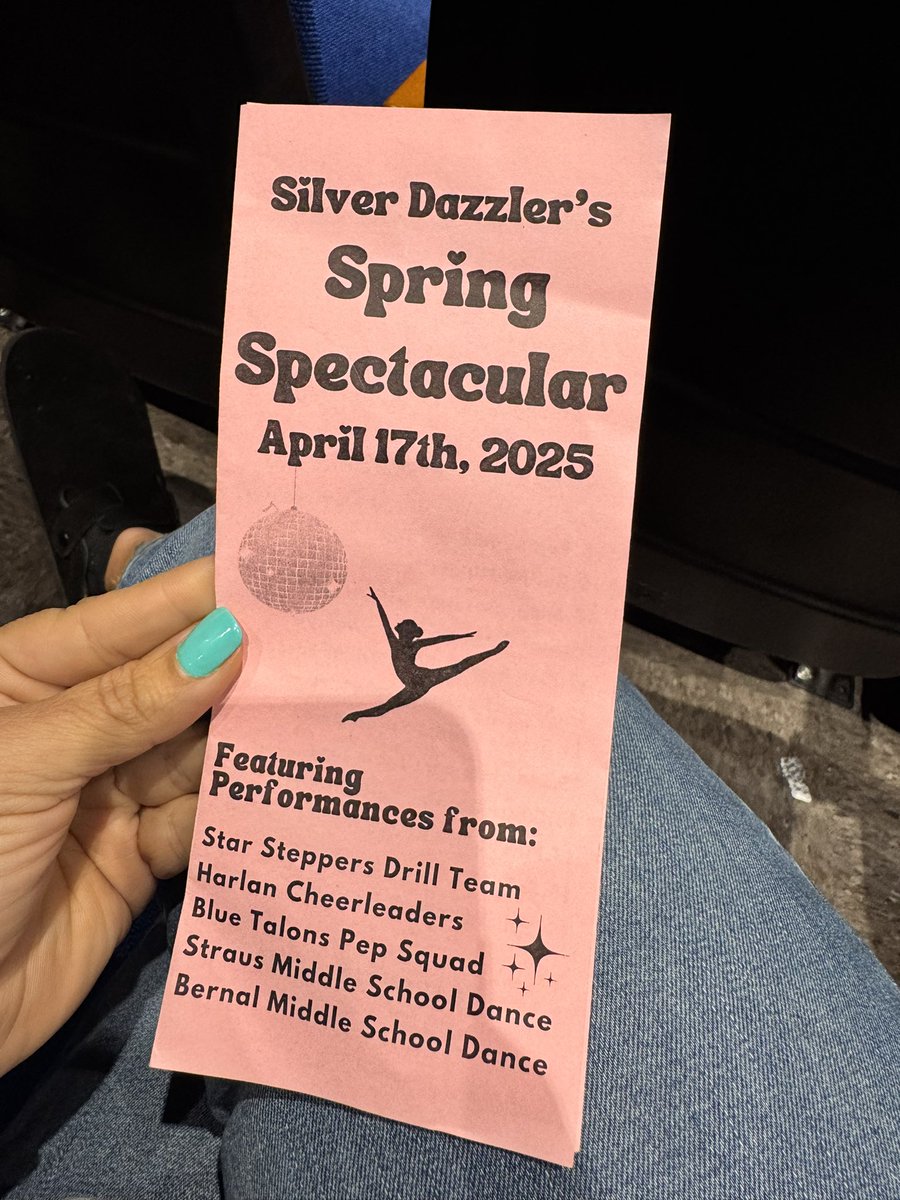 Silver Dazzler's
Spring
Spectacular
April 17th, 2025
Featuring
Performances from:
Star Steppers Drill Team
Harlan Cheerleaders
Blue Talons Pep Squad
Straus Middle School Dance
Bernal Middle School Dance